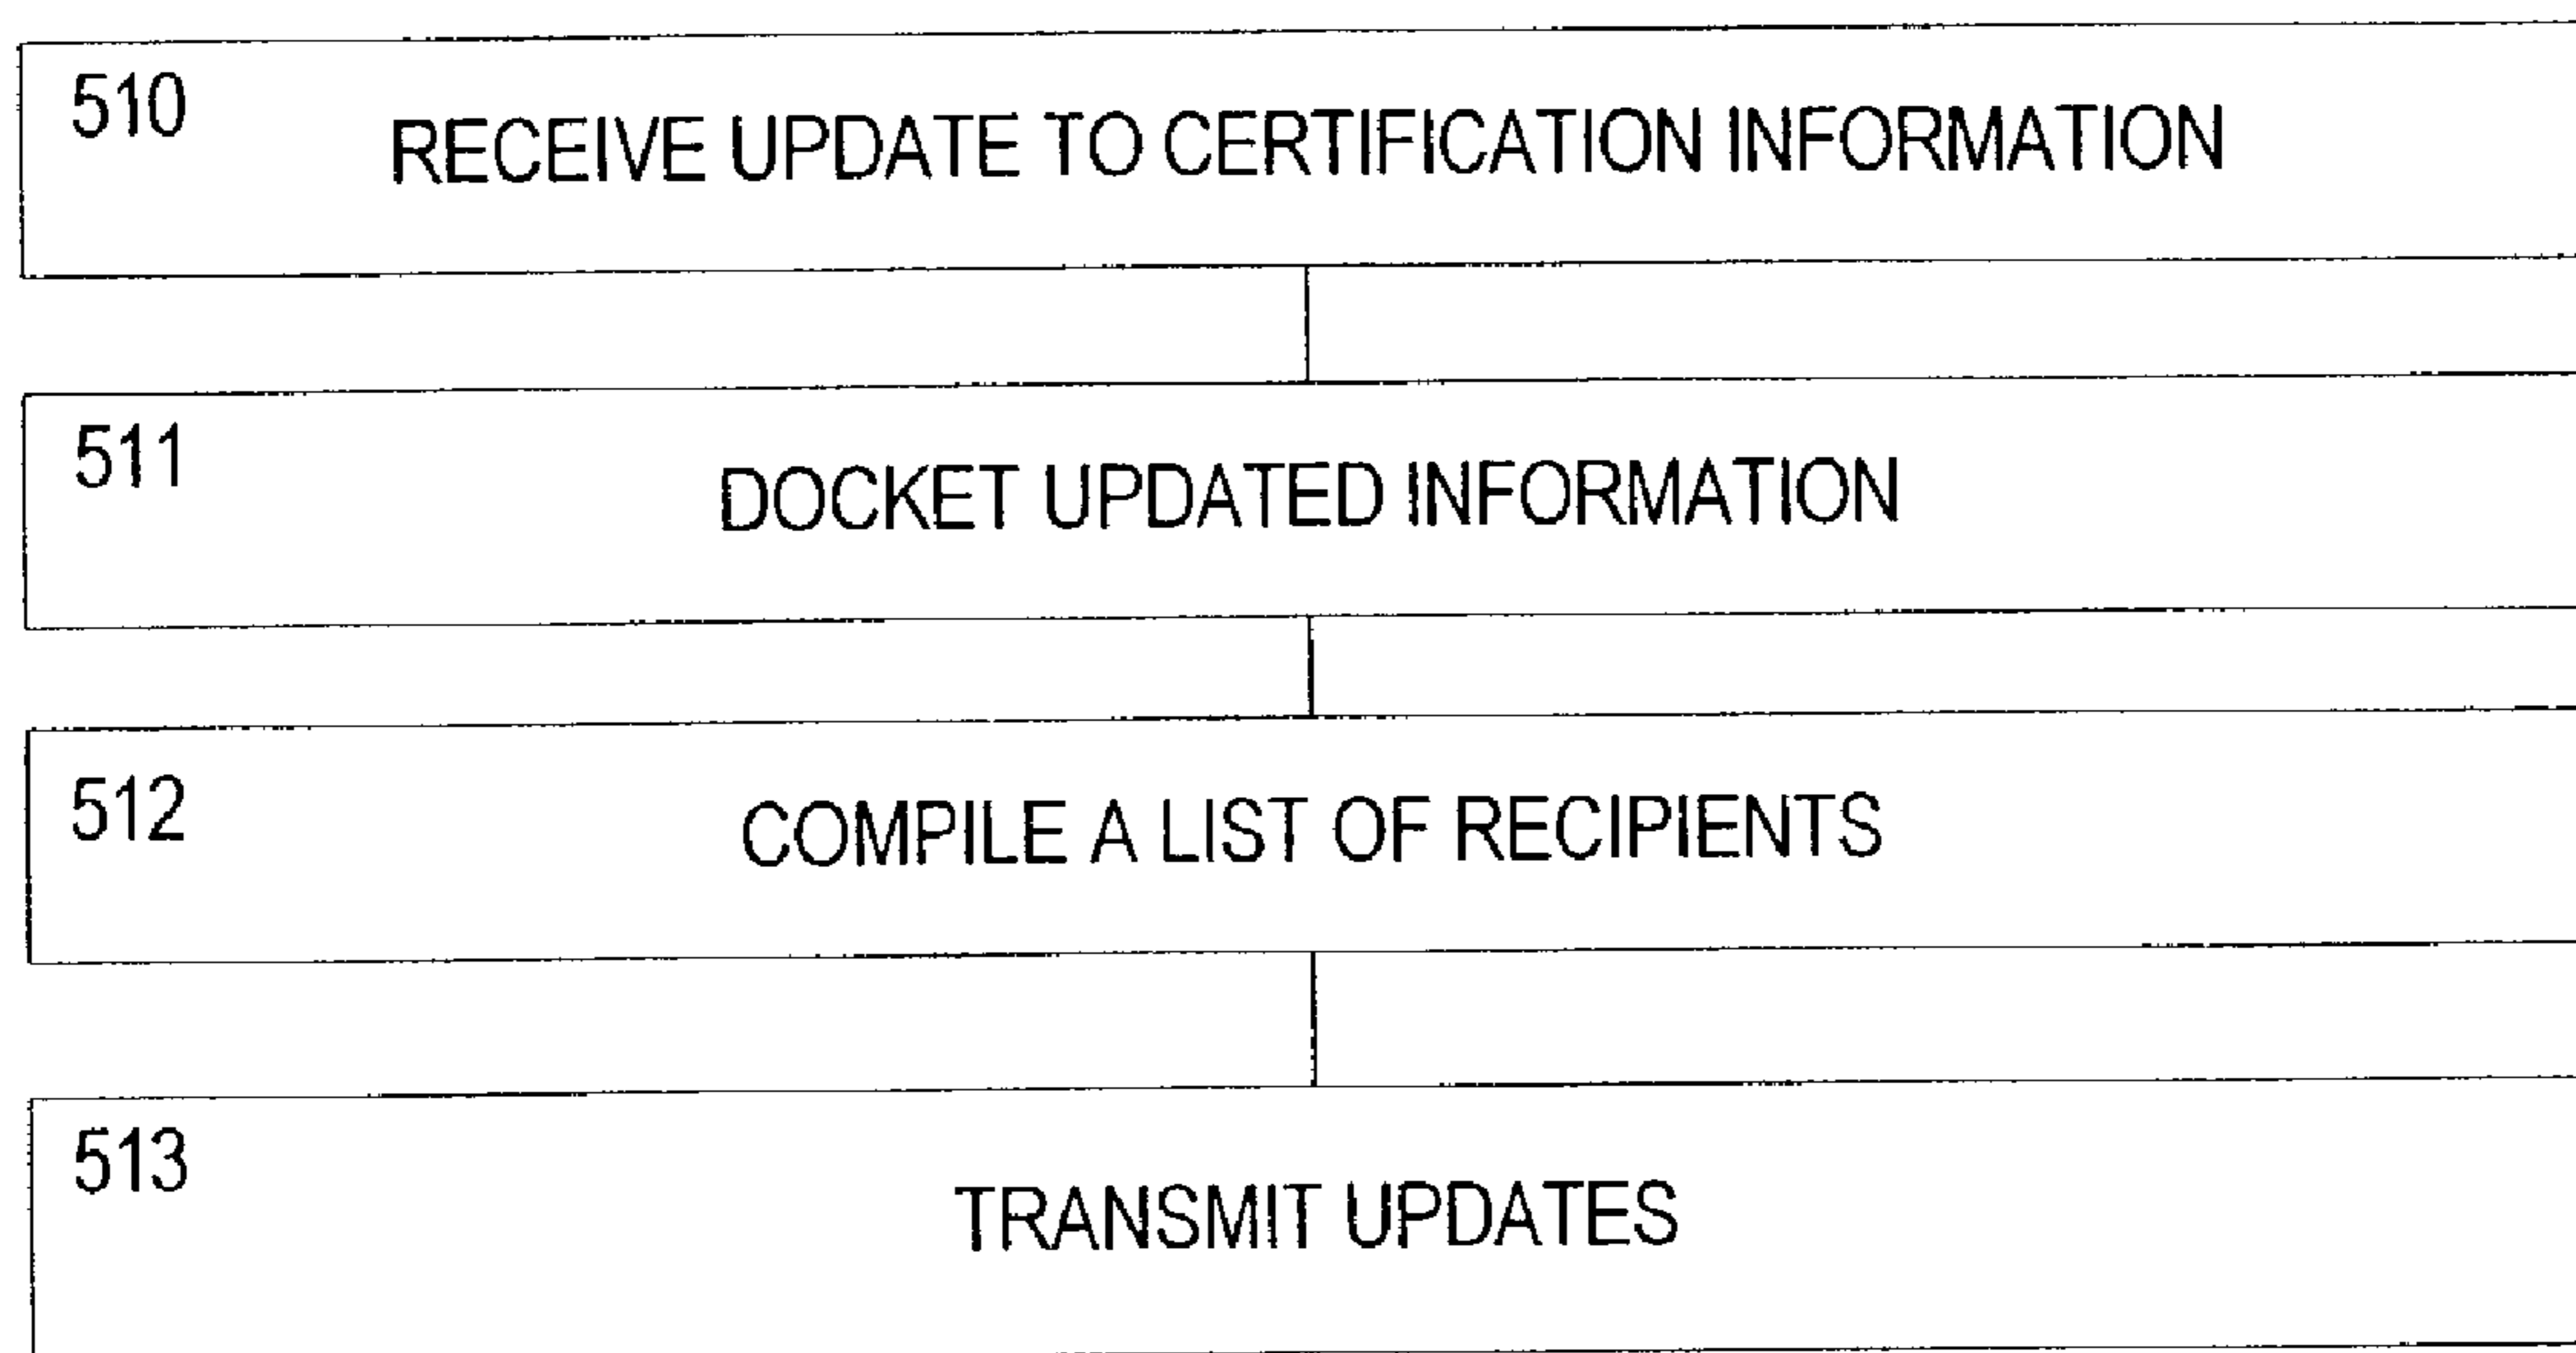 510
RECEIVE UPDATE TO CERTIFICATION INFORMATION
511
DOCKET UPDATED INFORMATION
512
COMPILE A LIST OF RECIPIENTS
513
TRANSMIT UPDATES